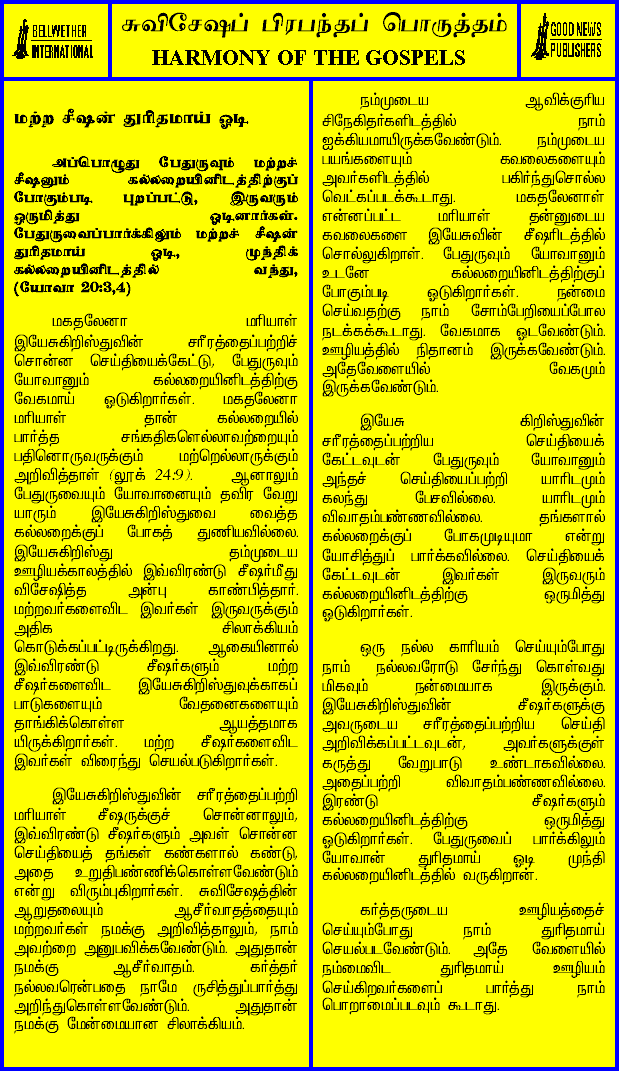 BELLWETHER
INTERNATIONAL
சுவிசேஷப் பிரபந்தப் பொருத்தம்
HARMONY OF THE GOSPELS
GOOD NEWS
PUBLISHERS
மற்ற சீஷன் துரிதமாய் ஓடி
அப்பொழுது பேதுருவும் மற்றச்
சீஷனும் கல்லறையினிடத்திற்குப்
போகும்படி புறப்பட்டு, இருவரும்
ஒருமித்து ஓடினார்கள்.
பேதுருவைப்பார்க்கிலும் மற்றச் சீஷன்
துரிதமாய் ஓடி, முந்திக்
கல்லறையினிடத்தில் வந்து,
(யோவா 20:3,4)
மகதலேனா மரியாள்
இயேசுகிறிஸ்துவின் சரீரத்தைப்பற்றிச்
சொன்ன செய்தியைக்கேட்டு, பேதுருவும்
யோவானும் கல்லறையினிடத்திற்கு
வேகமாய் ஓடுகிறார்கள். மகதலேனா
மரியாள் தான் கல்லறையில்
பார்த்த சங்கதிகளெல்லாவற்றையும்
பதினொருவருக்கும் மற்றெல்லாருக்கும்
அறிவித்தாள் (லூக் 24:9). ஆனாலும்
பேதுருவையும் யோவானையும் தவிர வேறு
யாரும் இயேசுகிறிஸ்துவை வைத்த
கல்லறைக்குப் போகத் துணியவில்லை.
இயேசுகிறிஸ்து தம்முடைய
ஊழியக்காலத்தில் இவ்விரண்டு சீஷர்மீது
விசேஷித்த அன்பு காண்பித்தார்.
மற்றவர்களைவிட இவர்கள் இருவருக்கும்
அதிக சிலாக்கியம்
கொடுக்கப்பட்டிருக்கிறது. ஆகையினால்
இவ்விரண்டு சீஷர்களும் மற்ற
சீஷர்களைவிட இயேசுகிறிஸ்துவுக்காகப்
பாடுகளையும் வேதனைகளையும்
தாங்கிக்கொள்ள ஆயத்தமாக
யிருக்கிறார்கள். மற்ற சீஷர்களைவிட
இவர்கள் விரைந்து செயல்படுகிறார்கள்.
இயேசுகிறிஸ்துவின் சரீரத்தைப்பற்றி
மரியாள் சீஷருக்குச் சொன்னாலும்,
இவ்விரண்டு சீஷர்களும் அவள் சொன்ன
செய்தியைத் தங்கள் கண்களால் கண்டு,
அதை உறுதிபண்ணிக்கொள்ளவேண்டும்
என்று விரும்புகிறார்கள். சுவிசேஷத்தின்
ஆறுதலையும் ஆசீர்வாதத்தையும்
மற்றவர்கள் நமக்கு அறிவித்தாலும், நாம்
அவற்றை அனுபவிக்கவேண்டும். அதுதான்
நமக்கு ஆசீர்வாதம். கர்த்தர்
நல்லவரென்பதை நாமே ருசித்துப்பார்த்து
அறிந்துகொள்ளவேண்டும். அதுதான்
நமக்கு மேன்மையான சிலாக்கியம்.
நம்முடைய ஆவிக்குரிய
சிநேகிதர்களிடத்தில் நாம்
ஐக்கியமாயிருக்கவேண்டும். நம்முடைய
பயங்களையும் கவலைகளையும்
அவர்களிடத்தில் பகிர்ந்துசொல்ல
வெட்கப்படக்கூடாது. மகதலேனாள்
என்னப்பட்ட மரியாள் தன்னுடைய
கவலைகளை இயேசுவின் சீஷரிடத்தில்
சொல்லுகிறாள். பேதுருவும் யோவானும்
உடனே கல்லறையினிடத்திற்குப்
போகும்படி ஓடுகிறார்கள். நன்மை
செய்வதற்கு நாம் சோம்பேறியைப்போல
நடக்கக்கூடாது. வேகமாக ஓடவேண்டும்.
ஊழியத்தில் நிதானம் இருக்கவேண்டும்.
அதேவேளையில் வேகமும்
இருக்கவேண்டும்.
இயேசு கிறிஸ்துவின்
சரீரத்தைப்பற்றிய செய்தியைக்
கேட்டவுடன் பேதுருவும் யோவானும்
அந்தச் செய்தியைப்பற்றி யாரிடமும்
கலந்து பேசவில்லை. யாரிடமும்
விவாதம்பண்ணவில்லை. தங்களால்
கல்லறைக்குப் போகமுடியுமா என்று
யோசித்துப் பார்க்கவில்லை. செய்தியைக்
கேட்டவுடன் இவர்கள் இருவரும்
கல்லறையினிடத்திற்கு ஒருமித்து
ஓடுகிறார்கள்.
ஒரு நல்ல காரியம் செய்யும்போது
நாம் நல்லவரோடு சேர்ந்து கொள்வது
மிகவும் நன்மையாக இருக்கும்.
இயேசுகிறிஸ்துவின் சீஷர்களுக்கு
அவருடைய சரீரத்தைப்பற்றிய செய்தி
அறிவிக்கப்பட்டவுடன், அவர்களுக்குள்
கருத்து வேறுபாடு உண்டாகவில்லை.
அதைப்பற்றி விவாதம்பண்ணவில்லை.
இரண்டு சீஷர்களும்
கல்லறையினிடத்திற்கு ஒருமித்து
ஓடுகிறார்கள். பேதுருவைப் பார்க்கிலும்
யோவான் துரிதமாய் ஓடி முந்தி
கல்லறையினிடத்தில் வருகிறான்.
கர்த்தருடைய ஊழியத்தைச்
செய்யும்போது நாம் துரிதமாய்
செயல்படவேண்டும். அதே வேளையில்
நம்மைவிட துரிதமாய் ஊழியம்
செய்கிறவர்களைப் பார்த்து நாம்
பொறாமைப்படவும் கூடாது.